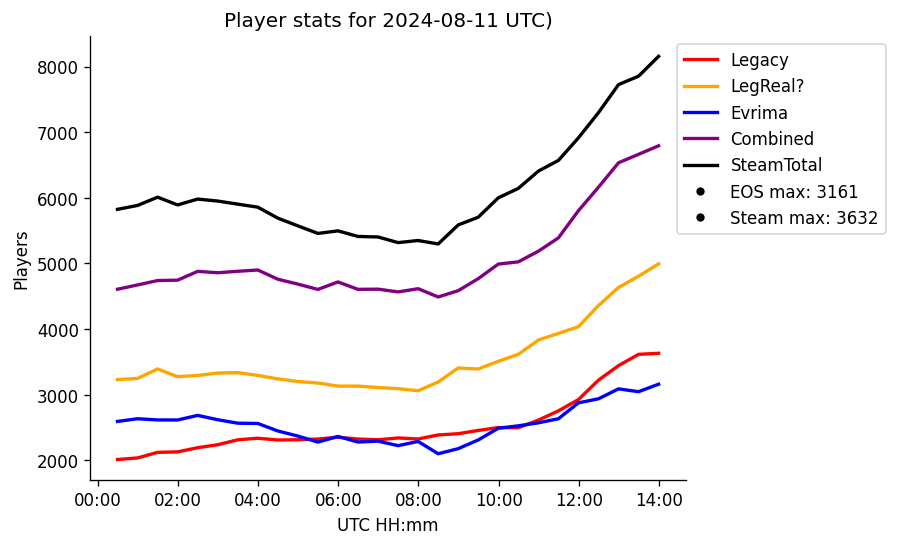 Player stats for 2024-08-11 UTC)
Players
8000
7000
6000
5000
4000
3000
2000
00:00
02:00
04:00
06:00
08:00
10:00
12:00
14:00
UTC HH:mm
Legacy
LegReal?
Evrima
Combined
SteamTotal
EOS max: 3161
Steam max: 3632